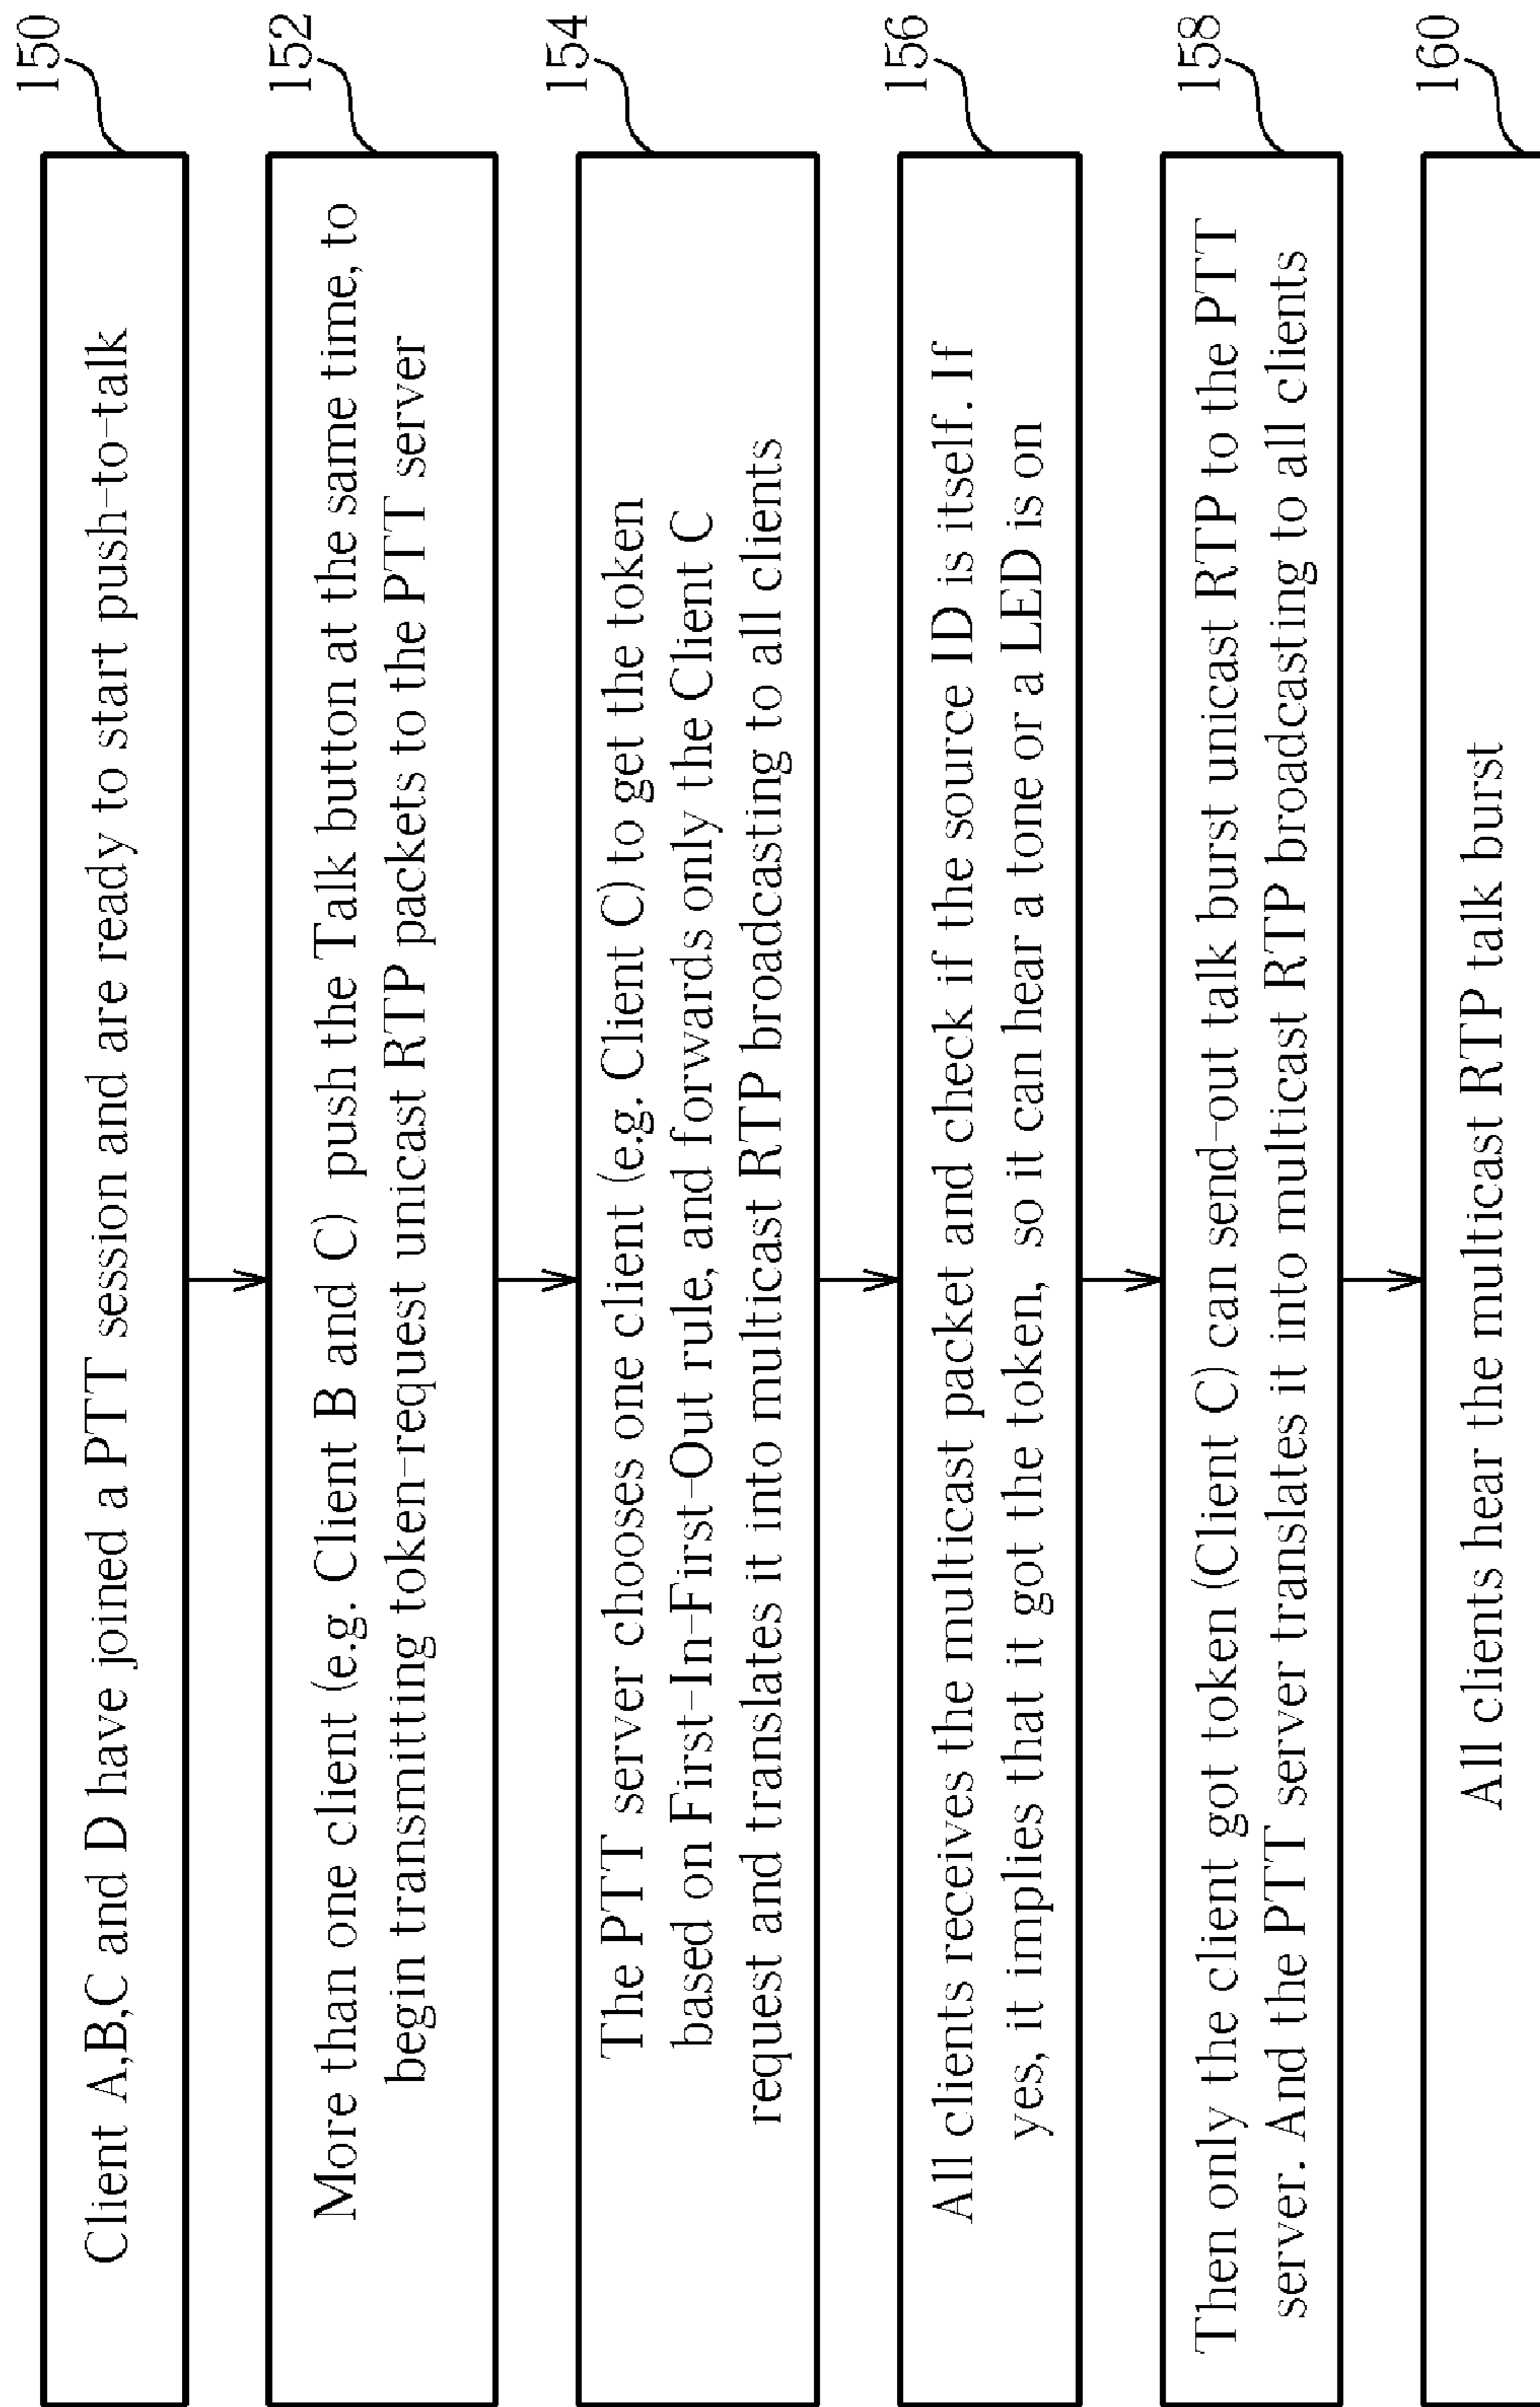 150
Client A,B,C and D have joined a PTT session and are ready to start push-to-talk
152
More than one client (e.g. Client B and C) push the Talk button at the same time, to
begin transmitting token-request unicast RTP packets to the PTT server
154
The PTT server chooses one client (e.g. Client C) to get the token
based on First-In-First-Out rule, and forwards only the Client C
request and translates it into multicast RTP broadcasting to all clients
156
All clients receives the multicast packet and check if the source ID is itself. If
yes, it implies that it got the token, so it can hear a tone or a LED is on
158
Then only the client got token (Client C) can send-out talk burst unicast RTP to the PTT
server. And the PTT server translates it into multicast RTP broadcasting to all clients
160
All clients hear the multicast RTP talk burst